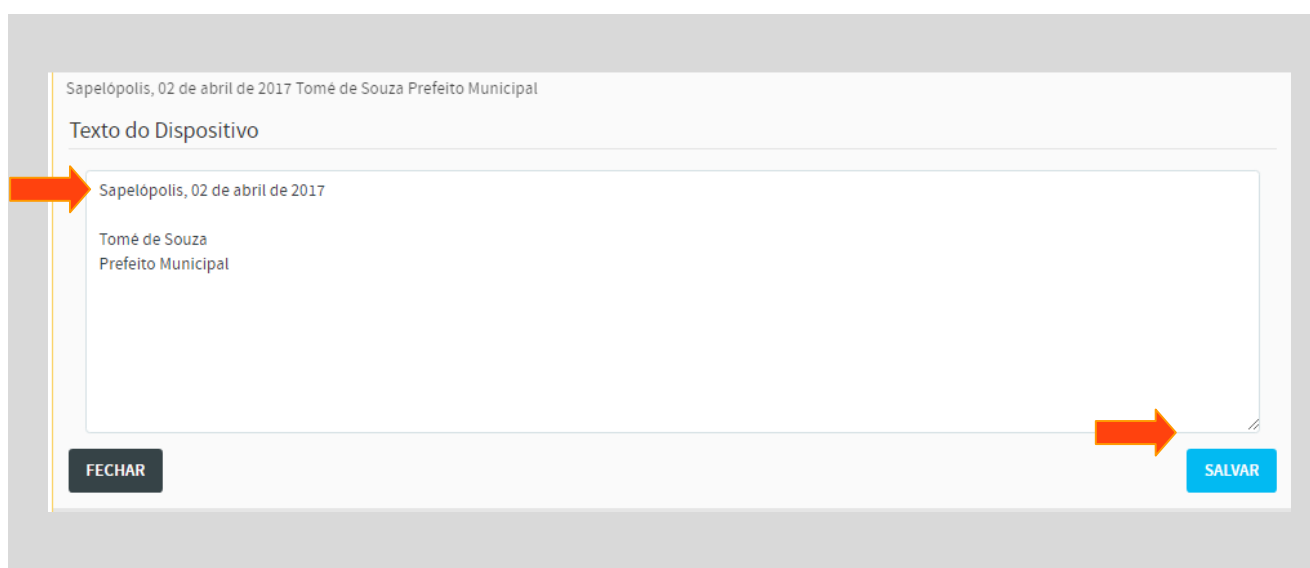 Sapelópolis, 02 de abril de 2017 Tomé de Souza Prefeito Municipal
Texto do Dispositivo
Sapelópolis, 02 de abril de 2017
Tomé de Souza
Prefeito Municipal
FECHAR
SALVAR